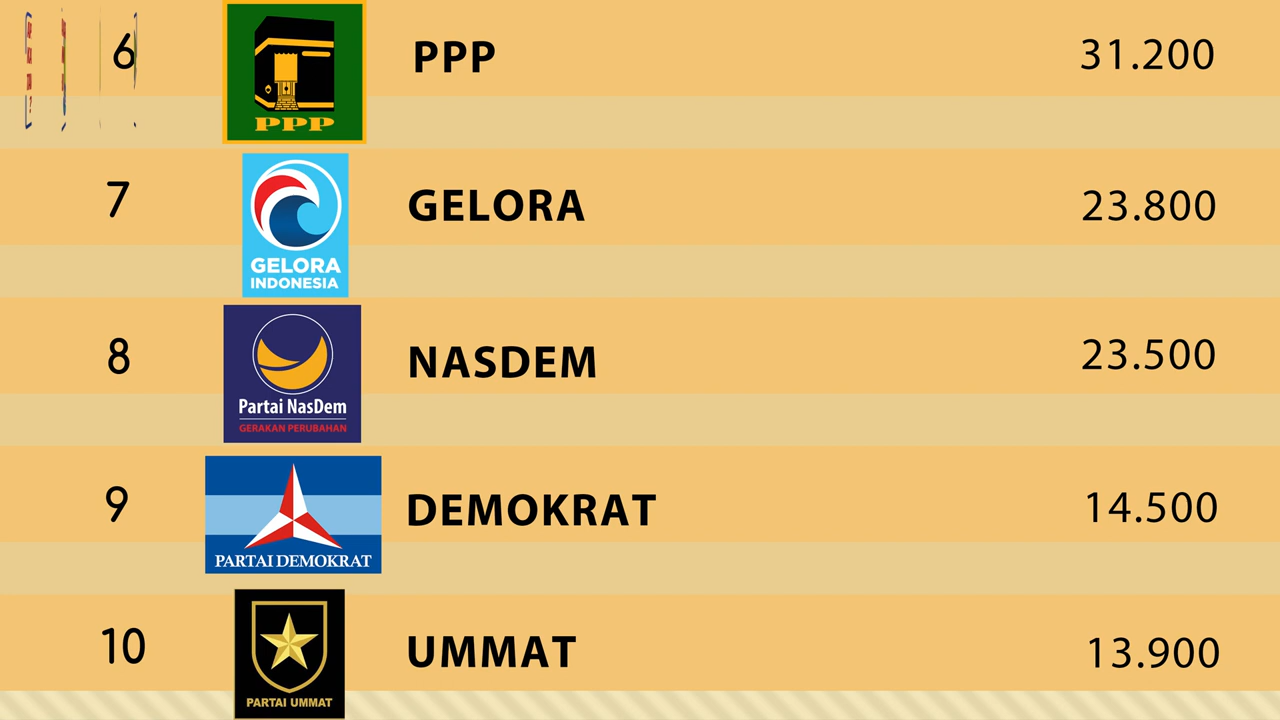 6 PPP PPP 31.200
7 GELORA INDONESIA GELORA 23.800
8 Partai NasDem GERAKAN PERUBAHAN NASDEM 23.500
9 PARTAI DEMOKRAT DEMOKRAT 14.500
10 PARTAI UMMAT UMMAT 13.900